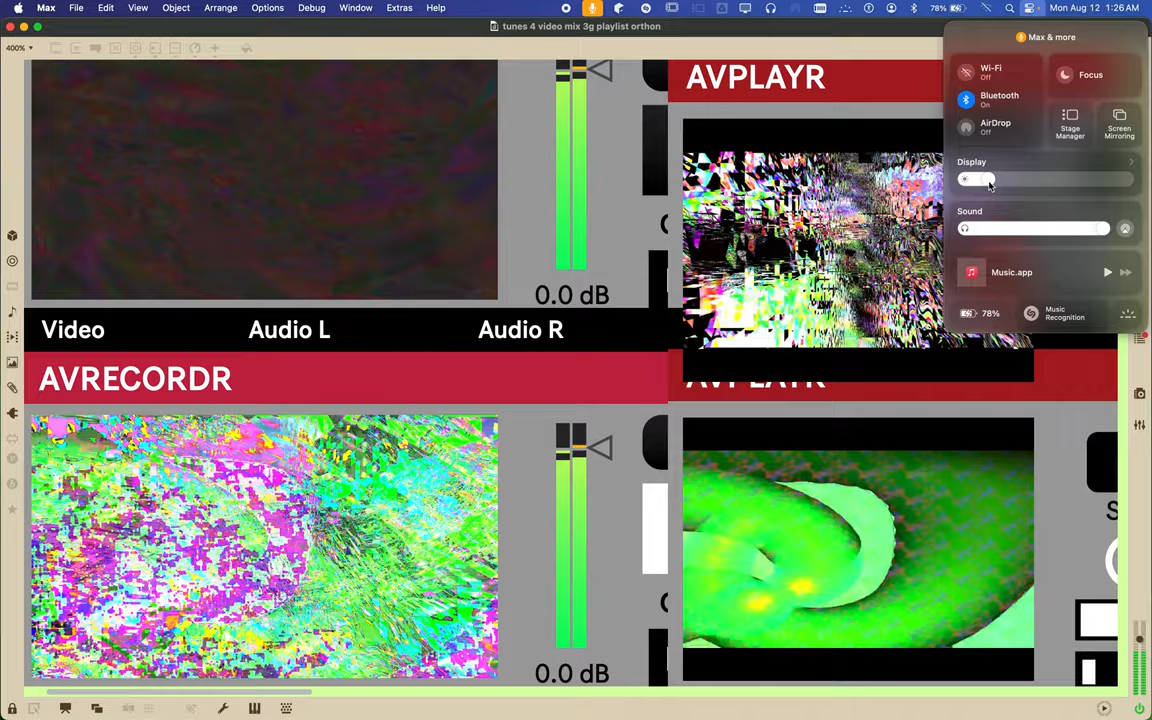 Max File Edit View Object Arrange Options Debug Window Extras Help
78% Mon Aug 12 1:26 AM
tunes 4 video mix 3g playlist orthon
400%
Max & more
Wi-Fi
Off
Focus
Bluetooth
On
AirDrop
Off
Stage Manager
Screen Mirroring
Display
Sound
Music.app
78%
Music Recognition
AVPLAYR
0.0 dB
Video Audio L Audio R
AVRECORDR
AVPLAYR
0.0 dB